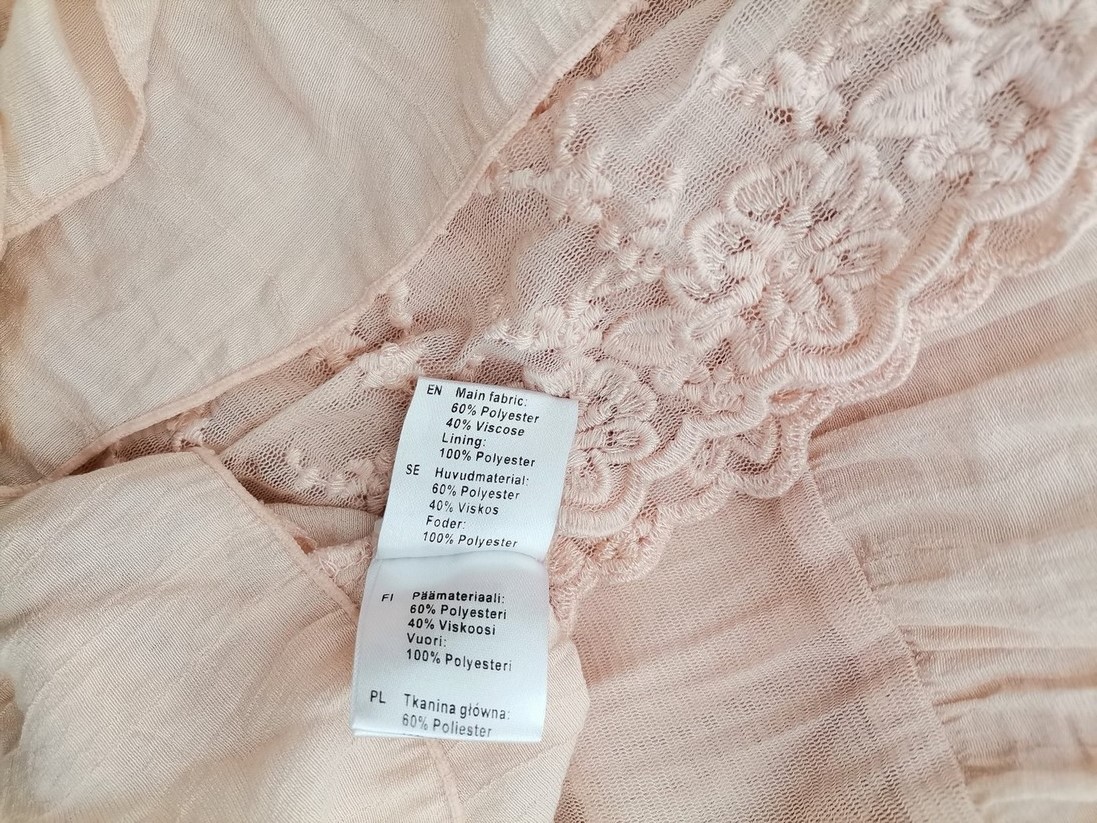 EN Main fabric:
60% Polyester
40% Viscose
Lining:
100% Polyester
SE Huvudmaterial:
60% Polyester
40% Viskos
Foder:
100% Polyester
FI Päämateriaali:
60% Polyesteri
40% Viskoosi
Vuori:
100% Polyesteri
PL Tkanina główna:
60% Poliester